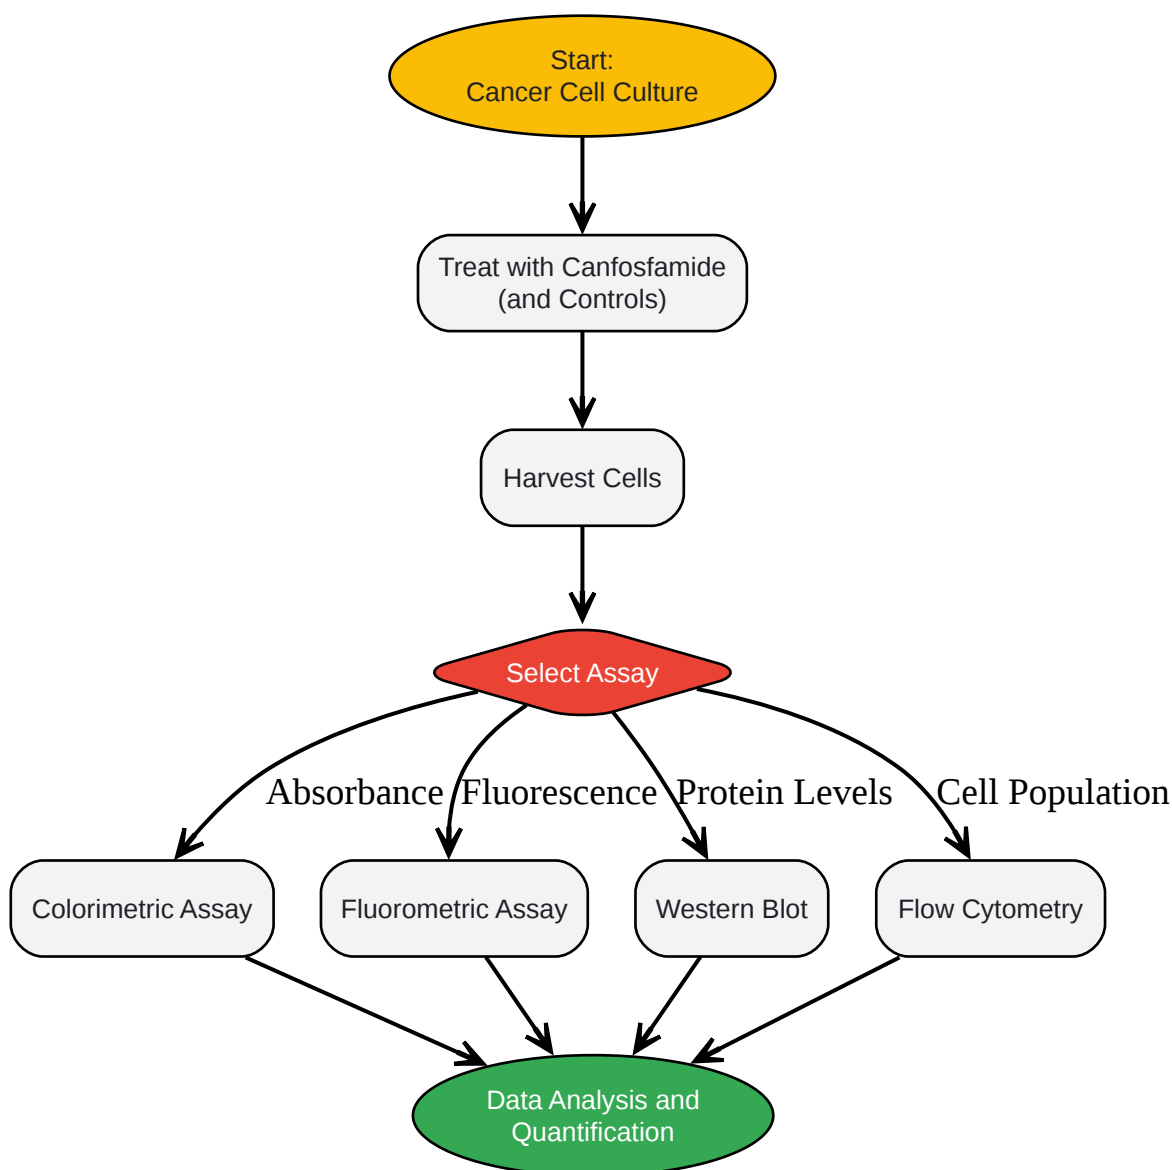 Start:
Cancer Cell Culture
Treat with Canfosfamide
(and Controls)
Harvest Cells
Select Assay
Absorbance
Fluorescence
Protein Levels
Cell Population
Colorimetric Assay
Fluorometric Assay
Western Blot
Flow Cytometry
Data Analysis and
Quantification